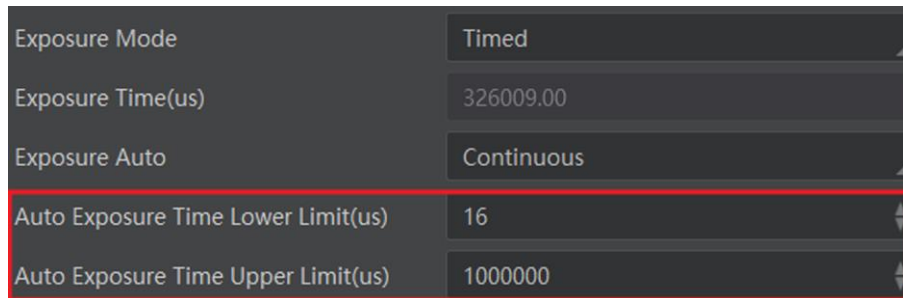 Exposure Mode Timed
Exposure Time(us) 326009.00
Exposure Auto Continuous
Auto Exposure Time Lower Limit(us) 16
Auto Exposure Time Upper Limit(us) 1000000